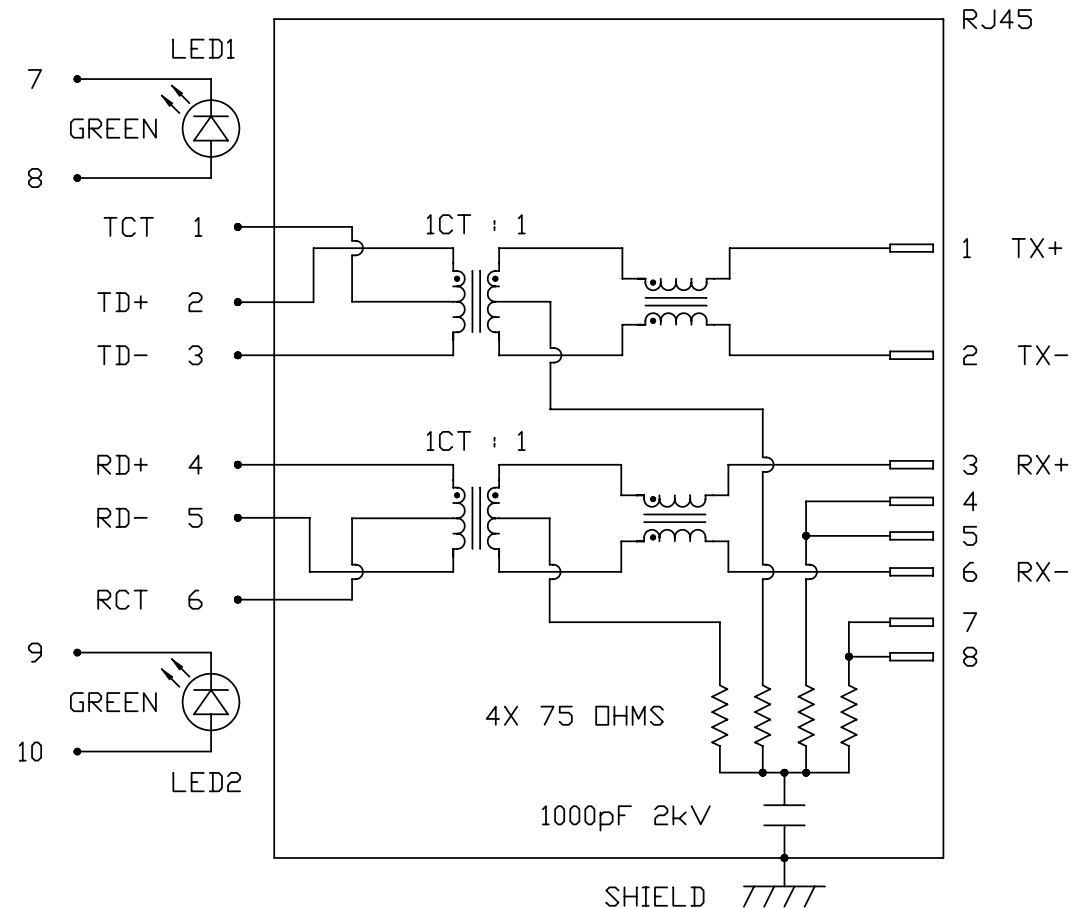 RJ45
LED1
7
GREEN
8
TCT 1
1CT : 1
1 TX+
TD+ 2
TD- 3
2 TX-
1CT : 1
RD+ 4
3 RX+
4
RD- 5
5
6 RX-
RCT 6
7
9
8
GREEN
4X 75 OHMS
10
LED2
1000pF 2kV
SHIELD